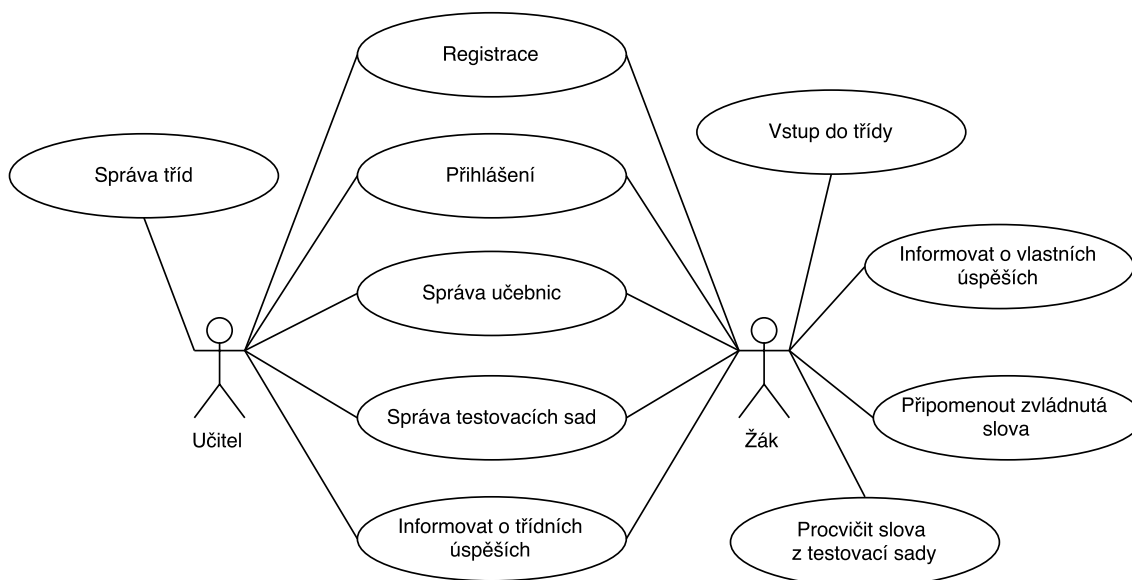 Registrace
Vstup do třídy
Správa tříd
Přihlášení
Informovat o vlastních
úspěších
Správa učebnic
Připomenout zvládnutá
slova
Správa testovacích sad
Učitel
Žák
Informovat o třídních
úspěších
Procvičit slova
z testovací sady